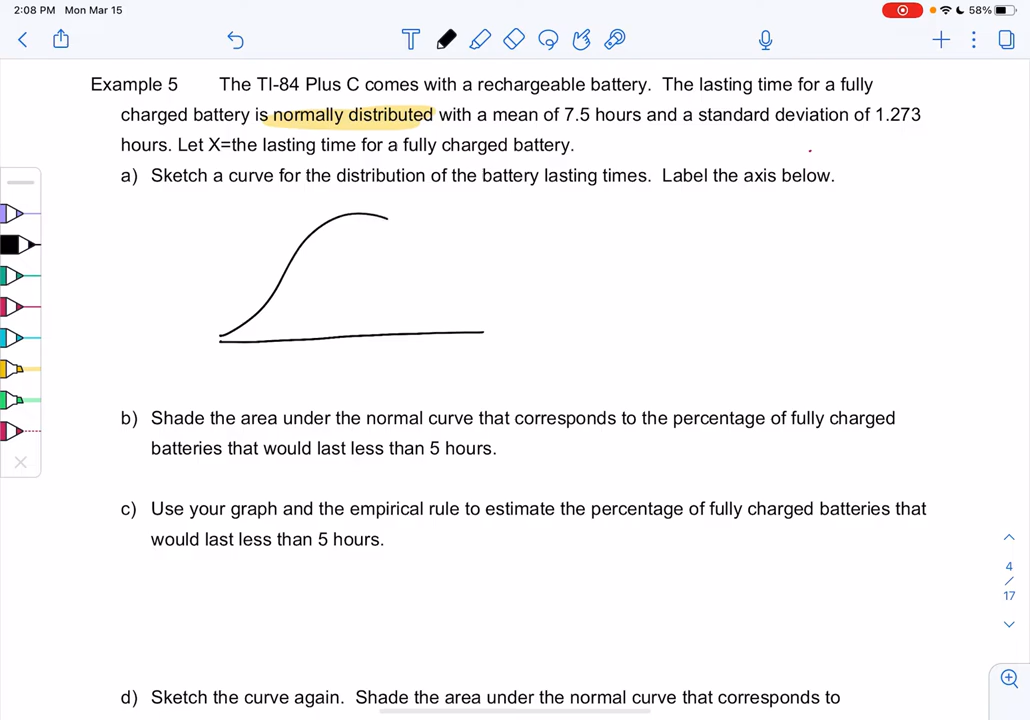 2:08 PM Mon Mar 15
58%
T
Example 5 The TI-84 Plus C comes with a rechargeable battery. The lasting time for a fully
charged battery is normally distributed with a mean of 7.5 hours and a standard deviation of 1.273
hours. Let X=the lasting time for a fully charged battery.
a) Sketch a curve for the distribution of the battery lasting times. Label the axis below.
b) Shade the area under the normal curve that corresponds to the percentage of fully charged
batteries that would last less than 5 hours.
c) Use your graph and the empirical rule to estimate the percentage of fully charged batteries that
would last less than 5 hours.
4
/
17
d) Sketch the curve again. Shade the area under the normal curve that corresponds to